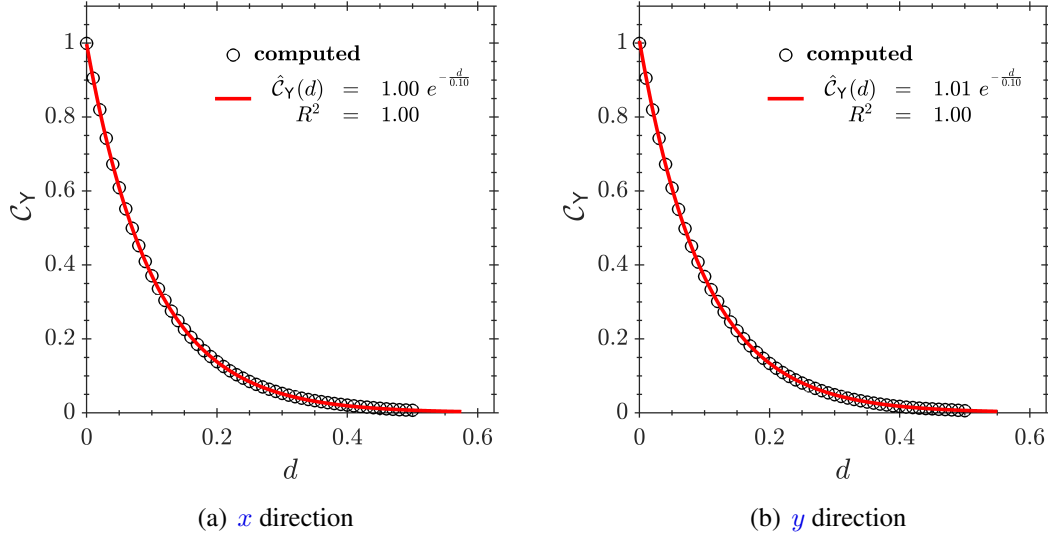 computed
Ĉ_Y(d) = 1.00 e^{-d/0.10}
R² = 1.00
C_Y
1
0.8
0.6
0.4
0.2
0
0 0.2 0.4 0.6
d
(a) x direction
computed
Ĉ_Y(d) = 1.01 e^{-d/0.10}
R² = 1.00
C_Y
1
0.8
0.6
0.4
0.2
0
0 0.2 0.4 0.6
d
(b) y direction